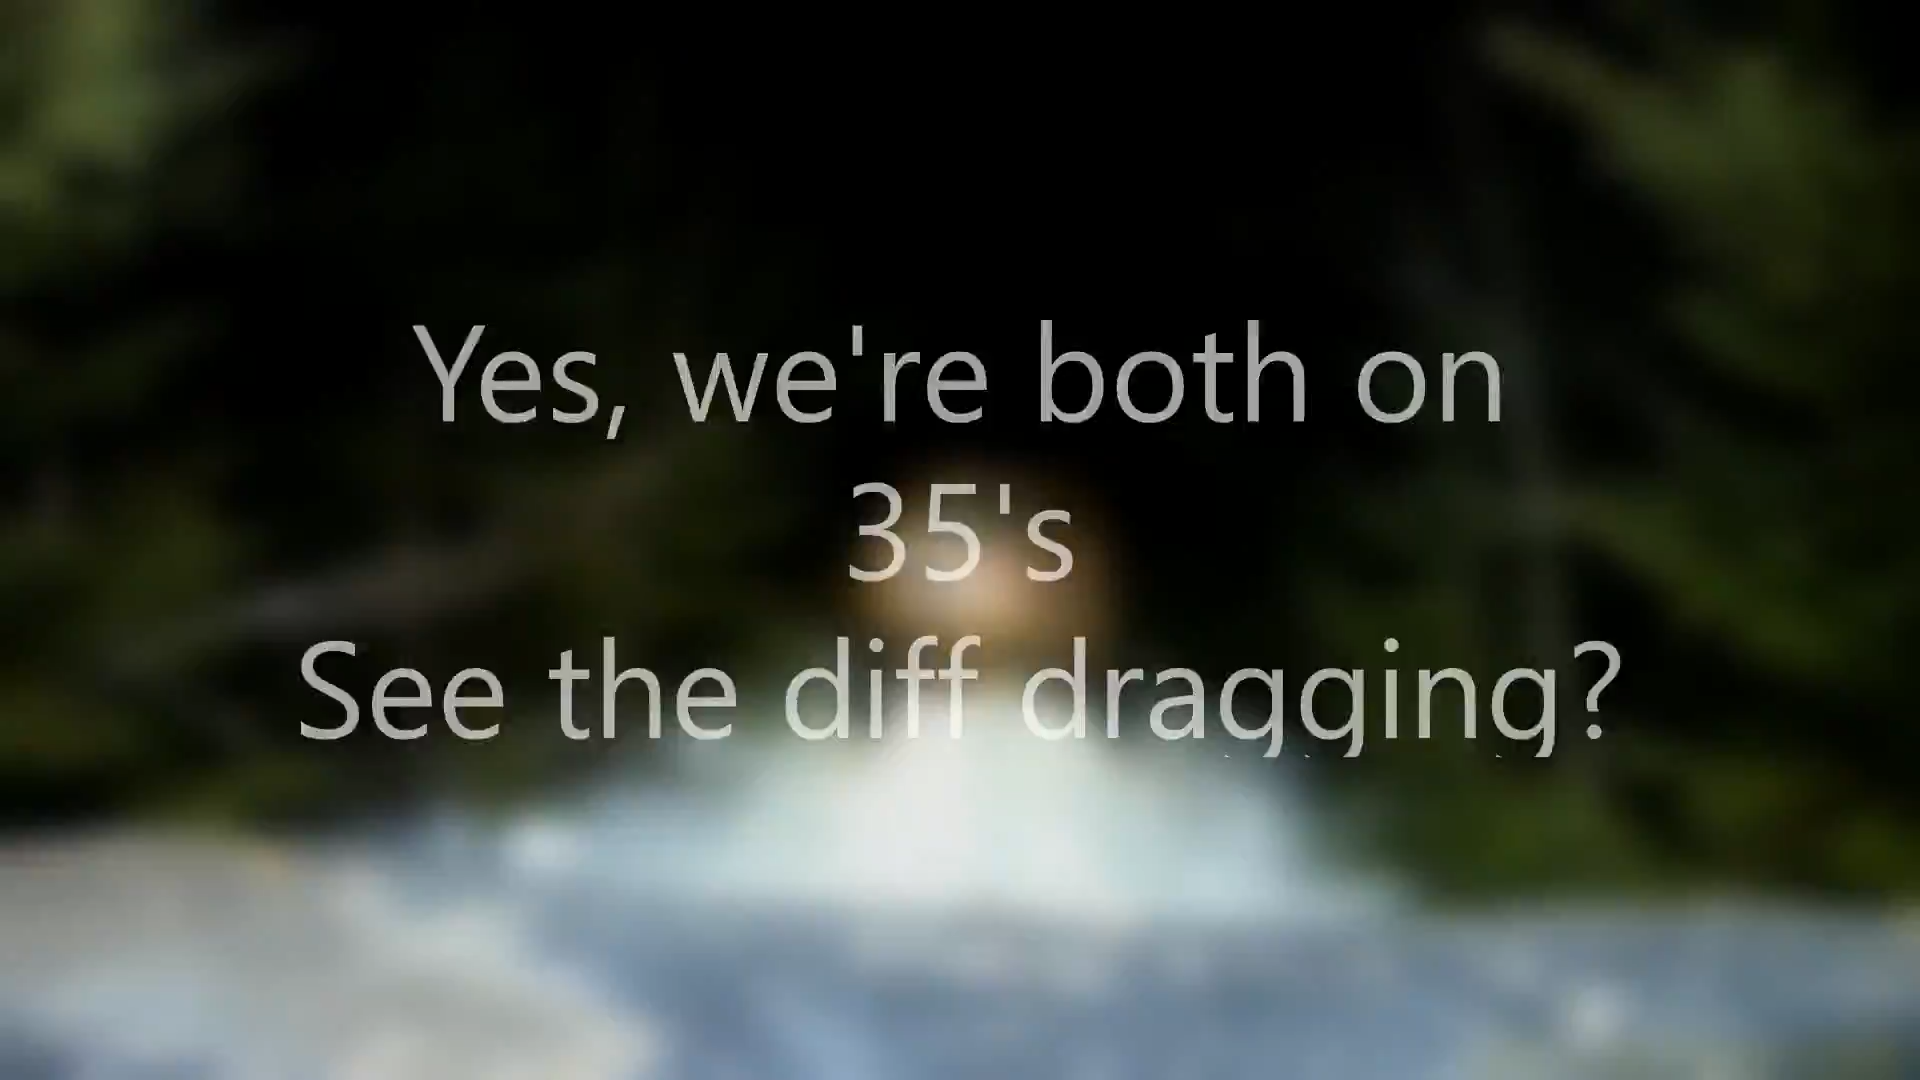 Yes, we're both on
35's
See the diff dragging?